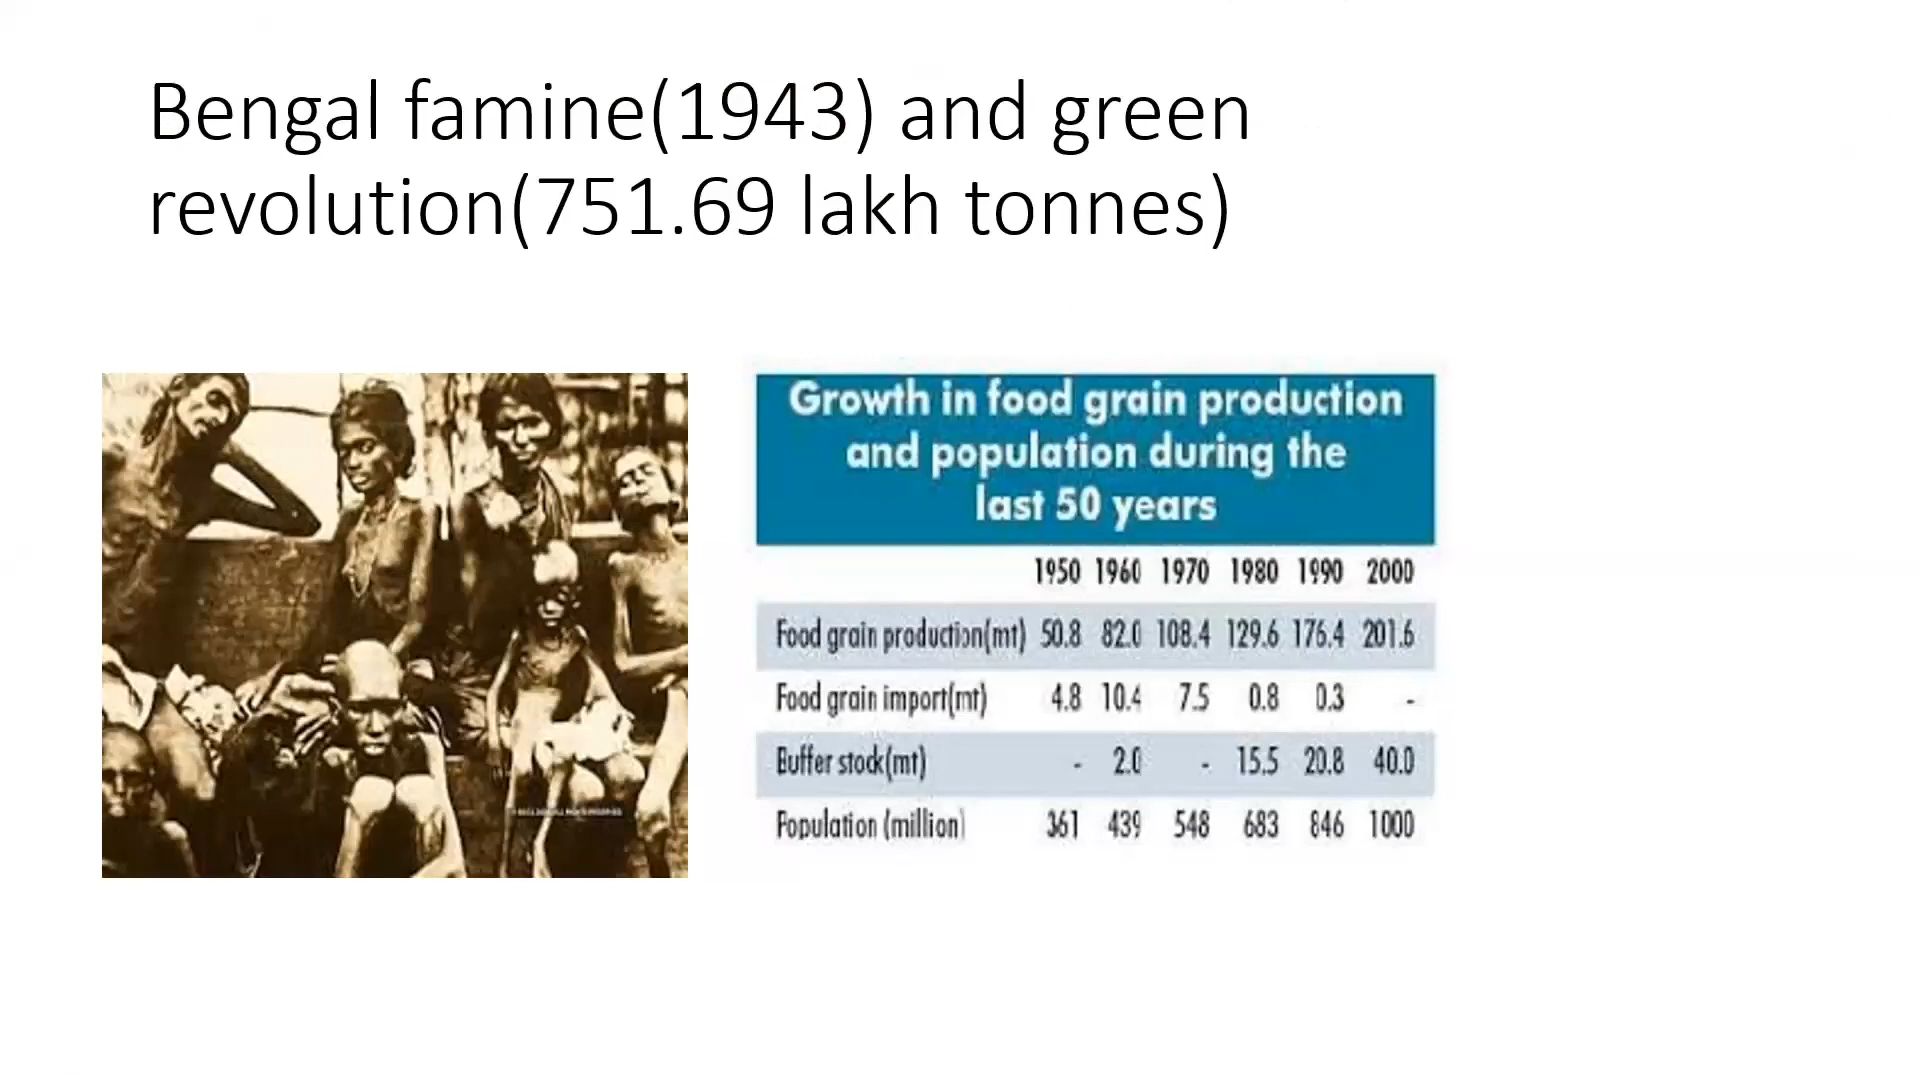 Bengal famine(1943) and green
revolution(751.69 lakh tonnes)
Growth in food grain production
and population during the
last 50 years
1950 1960 1970 1980 1990 2000
Food grain production(mt) 50.8 82.0 108.4 129.6 176.4 201.6
Food grain import(mt) 4.8 10.4 7.5 0.8 0.3 -
Buffer stock(mt) - 2.0 - 15.5 20.8 40.0
Population (million) 361 439 548 683 846 1000